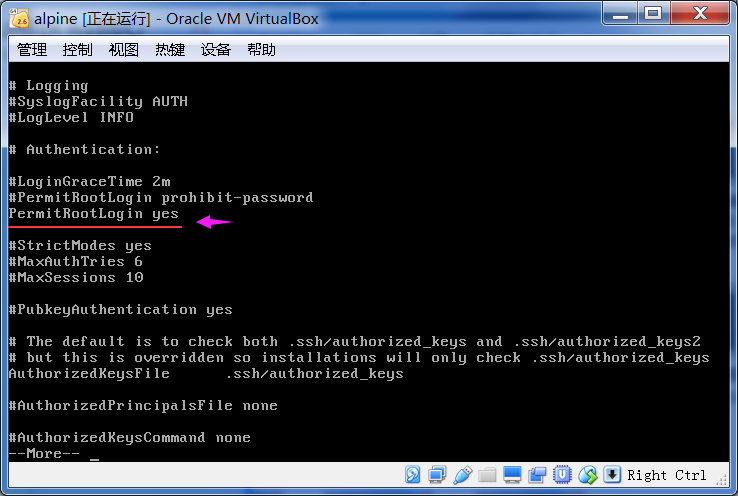 alpine [正在运行] - Oracle VM VirtualBox
管理 控制 视图 热键 设备 帮助
# Logging
#SyslogFacility AUTH
#LogLevel INFO
# Authentication:
#LoginGraceTime 2m
#PermitRootLogin prohibit-password
PermitRootLogin yes
#StrictModes yes
#MaxAuthTries 6
#MaxSessions 10
#PubkeyAuthentication yes
# The default is to check both .ssh/authorized_keys and .ssh/authorized_keys2
# but this is overridden so installations will only check .ssh/authorized_keys
AuthorizedKeysFile      .ssh/authorized_keys
#AuthorizedPrincipalsFile none
#AuthorizedKeysCommand none
--More-- _
Right Ctrl